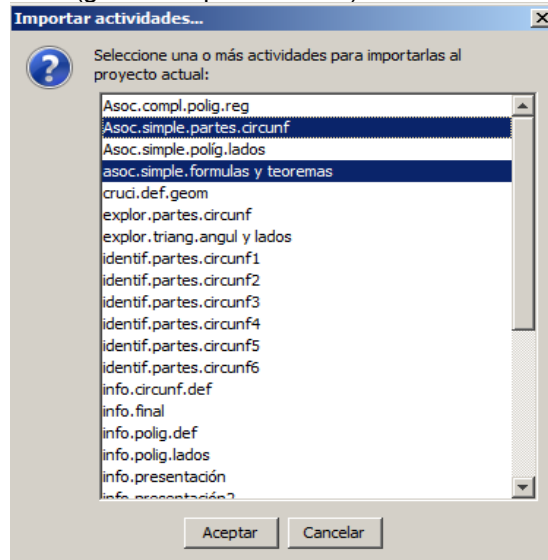 Importar actividades...
Seleccione una o más actividades para importarlas al
proyecto actual:
Asoc.compl.polig.reg
Asoc.simple.partes.circunf
Asoc.simple.políg.lados
asoc.simple.formulas y teoremas
cruci.def.geom
explor.partes.circunf
explor.triang.angul y lados
identif.partes.circunf1
identif.partes.circunf2
identif.partes.circunf3
identif.partes.circunf4
identif.partes.circunf5
identif.partes.circunf6
info.circunf.def
info.final
info.polig.def
info.polig.lados
info.presentación
info.presentación2
Aceptar
Cancelar